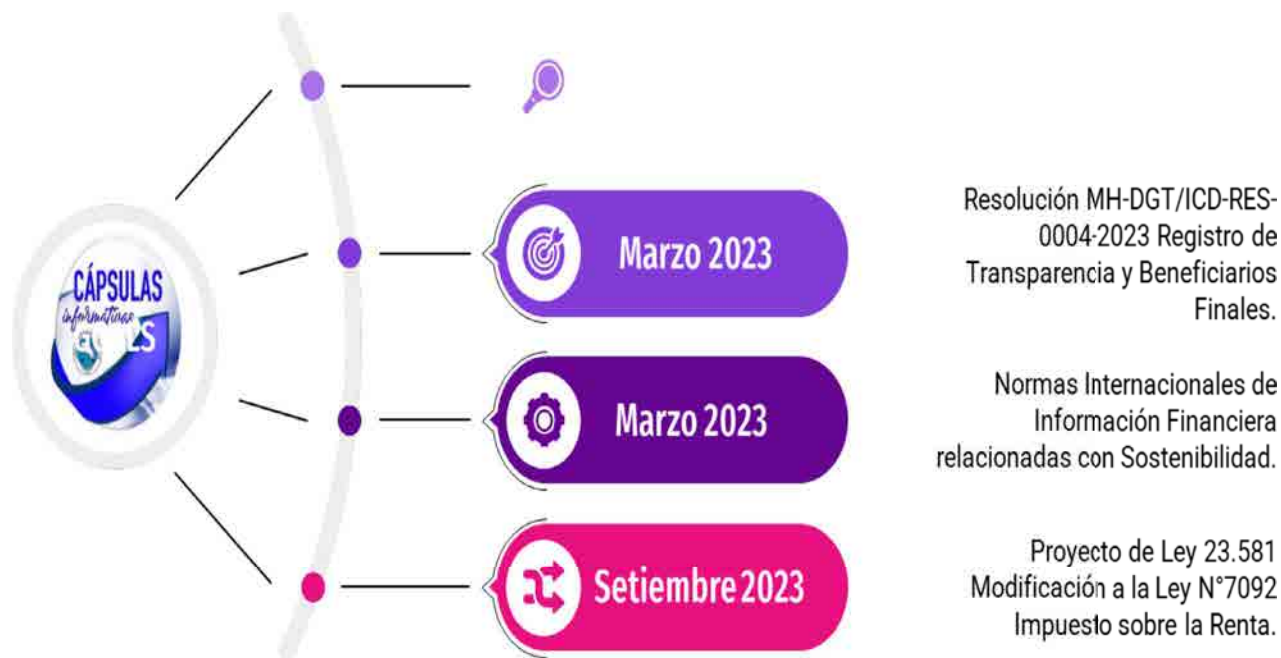 CÁPSULAS
informativas
Marzo 2023
Resolución MH-DGT/ICD-RES-
0004-2023 Registro de
Transparencia y Beneficiarios
Finales.
Marzo 2023
Normas Internacionales de
Información Financiera
relacionadas con Sostenibilidad.
Setiembre 2023
Proyecto de Ley 23.581
Modificación a la Ley N°7092
Impuesto sobre la Renta.